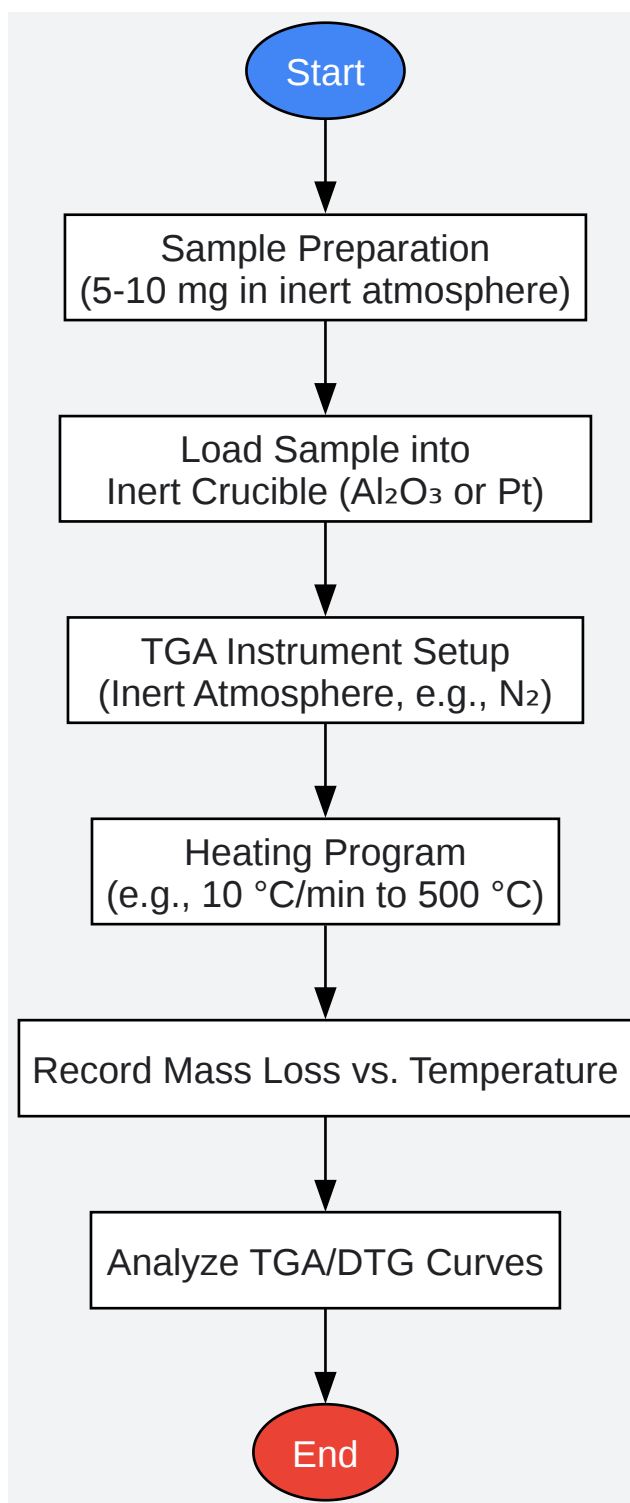 Start
Sample Preparation
(5-10 mg in inert atmosphere)
Load Sample into
Inert Crucible (Al₂O₃ or Pt)
TGA Instrument Setup
(Inert Atmosphere, e.g., N₂)
Heating Program
(e.g., 10 °C/min to 500 °C)
Record Mass Loss vs. Temperature
Analyze TGA/DTG Curves
End